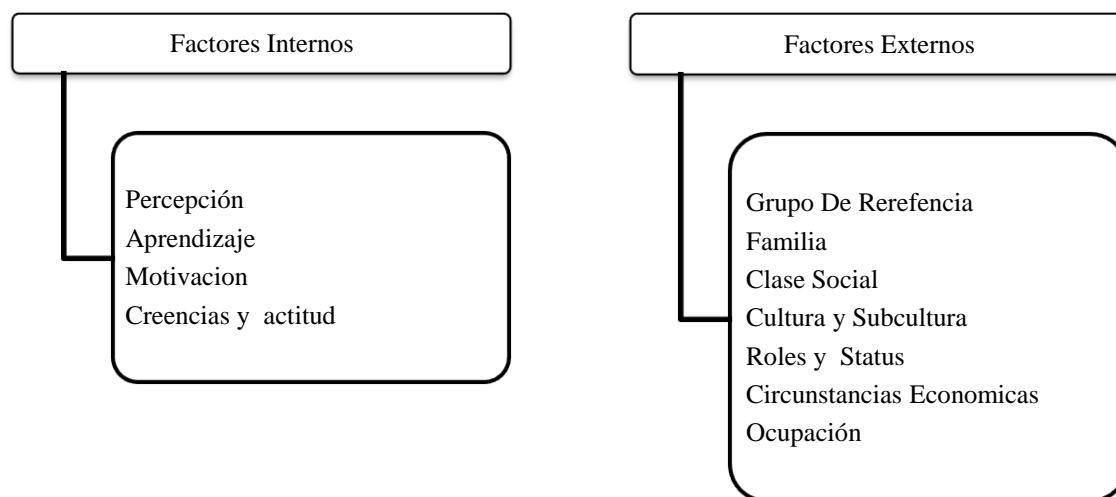 Factores Internos
Percepción
Aprendizaje
Motivacion
Creencias y actitud
Factores Externos
Grupo De Rerefencia
Familia
Clase Social
Cultura y Subcultura
Roles y Status
Circunstancias Economicas
Ocupación